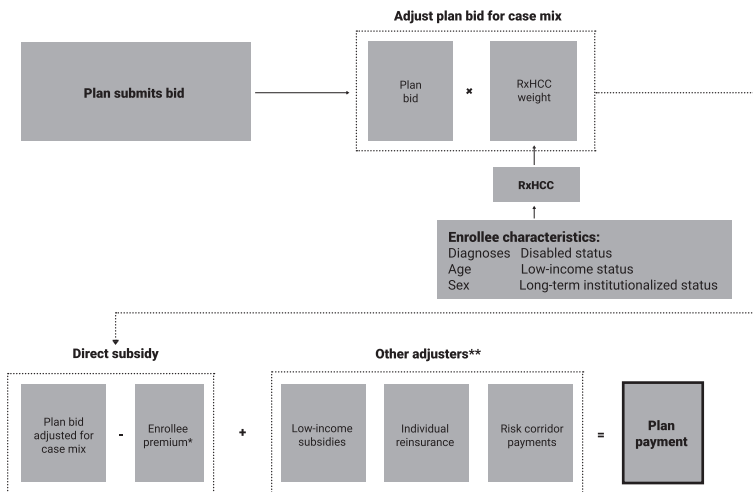 Adjust plan bid for case mix
Plan submits bid
Plan
bid
×
RxHCC
weight
RxHCC
Enrollee characteristics:
Diagnoses Disabled status
Age Low-income status
Sex Long-term institutionalized status
Direct subsidy
Other adjusters**
Plan bid
adjusted for
case mix
-
Enrollee
premium*
+
Low-income
subsidies
Individual
reinsurance
Risk corridor
payments
=
Plan
payment